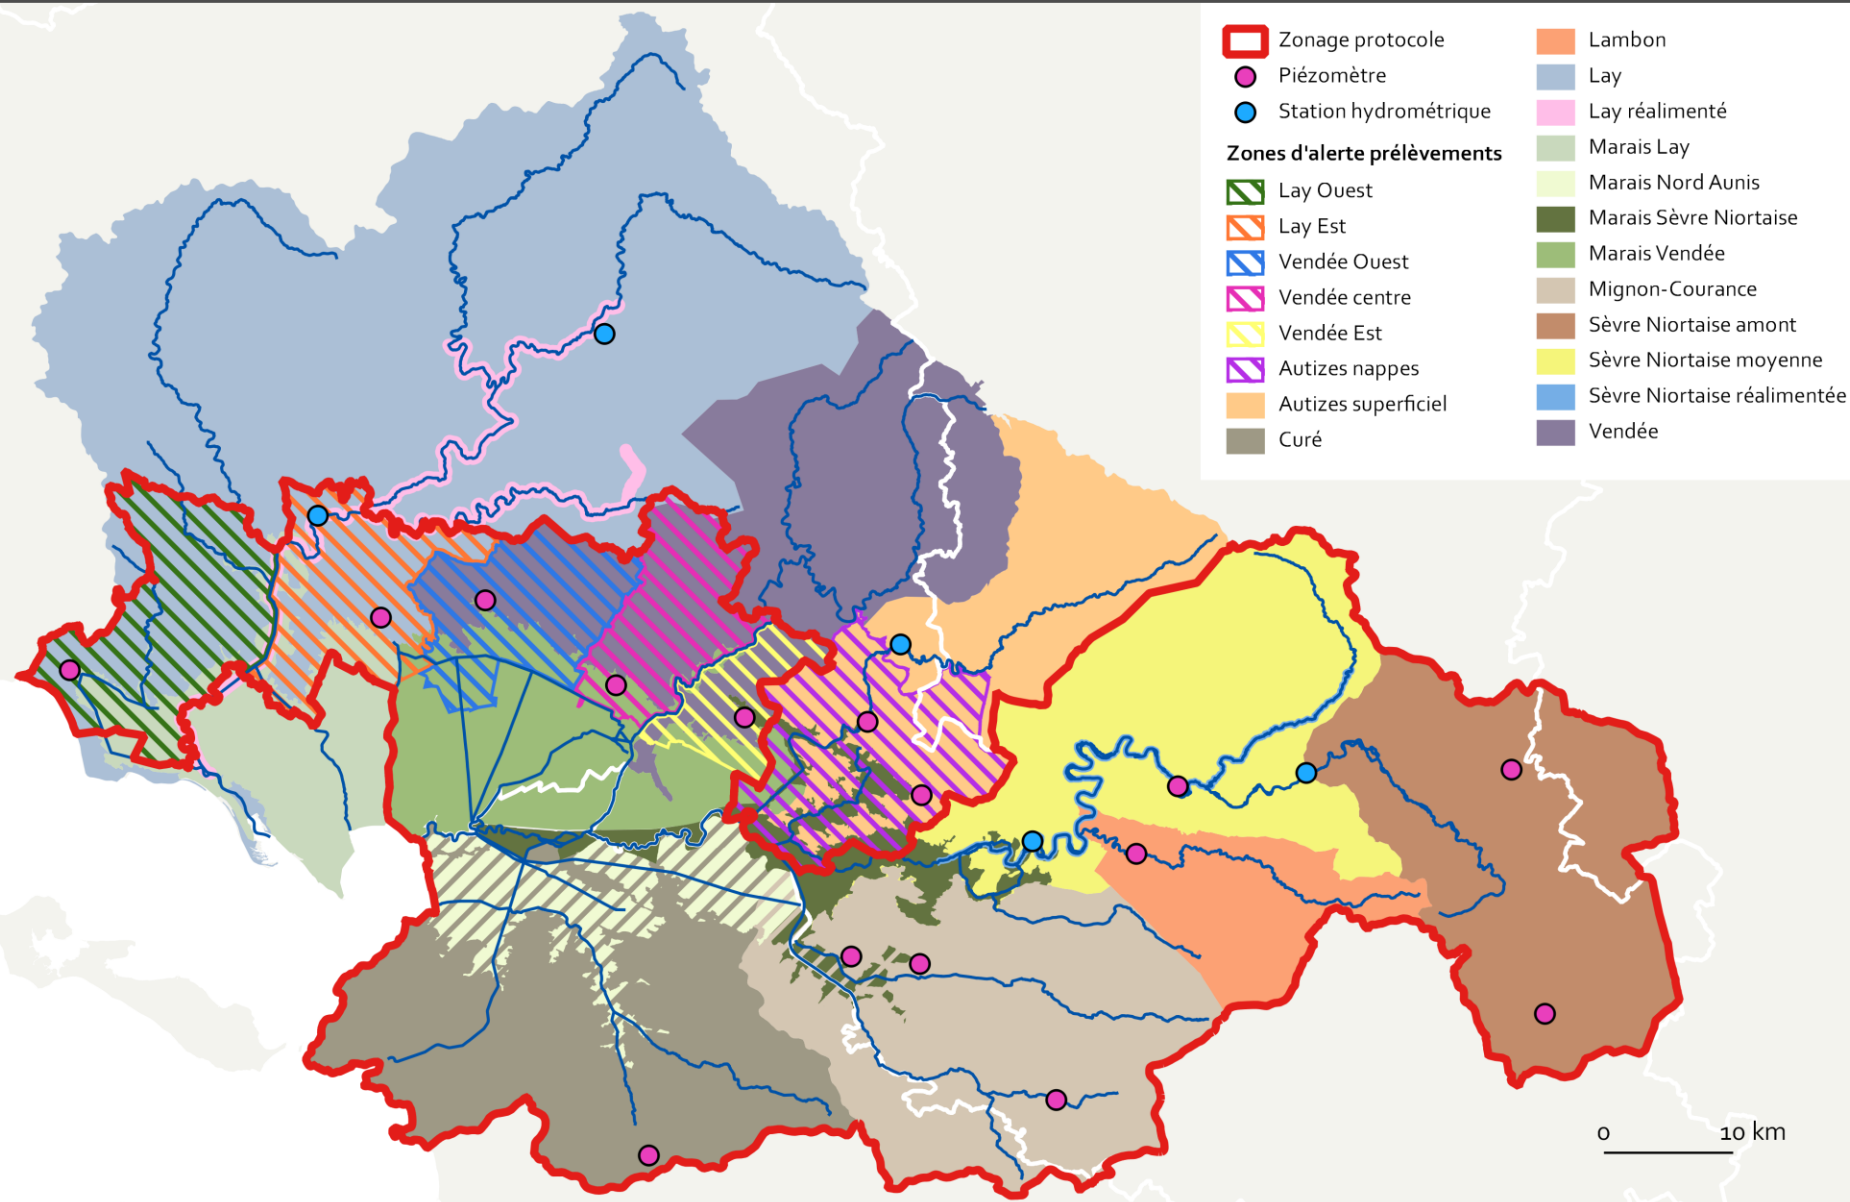 Zonage protocole
Piézomètre
Station hydrométrique
Zones d'alerte prélèvements
Lay Ouest
Lay Est
Vendée Ouest
Vendée centre
Vendée Est
Autizes nappes
Autizes superficiel
Curé
Lambon
Lay
Lay réalimenté
Marais Lay
Marais Nord Aunis
Marais Sèvre Niortaise
Marais Vendée
Mignon-Courance
Sèvre Niortaise amont
Sèvre Niortaise moyenne
Sèvre Niortaise réalimentée
Vendée
0 10 km